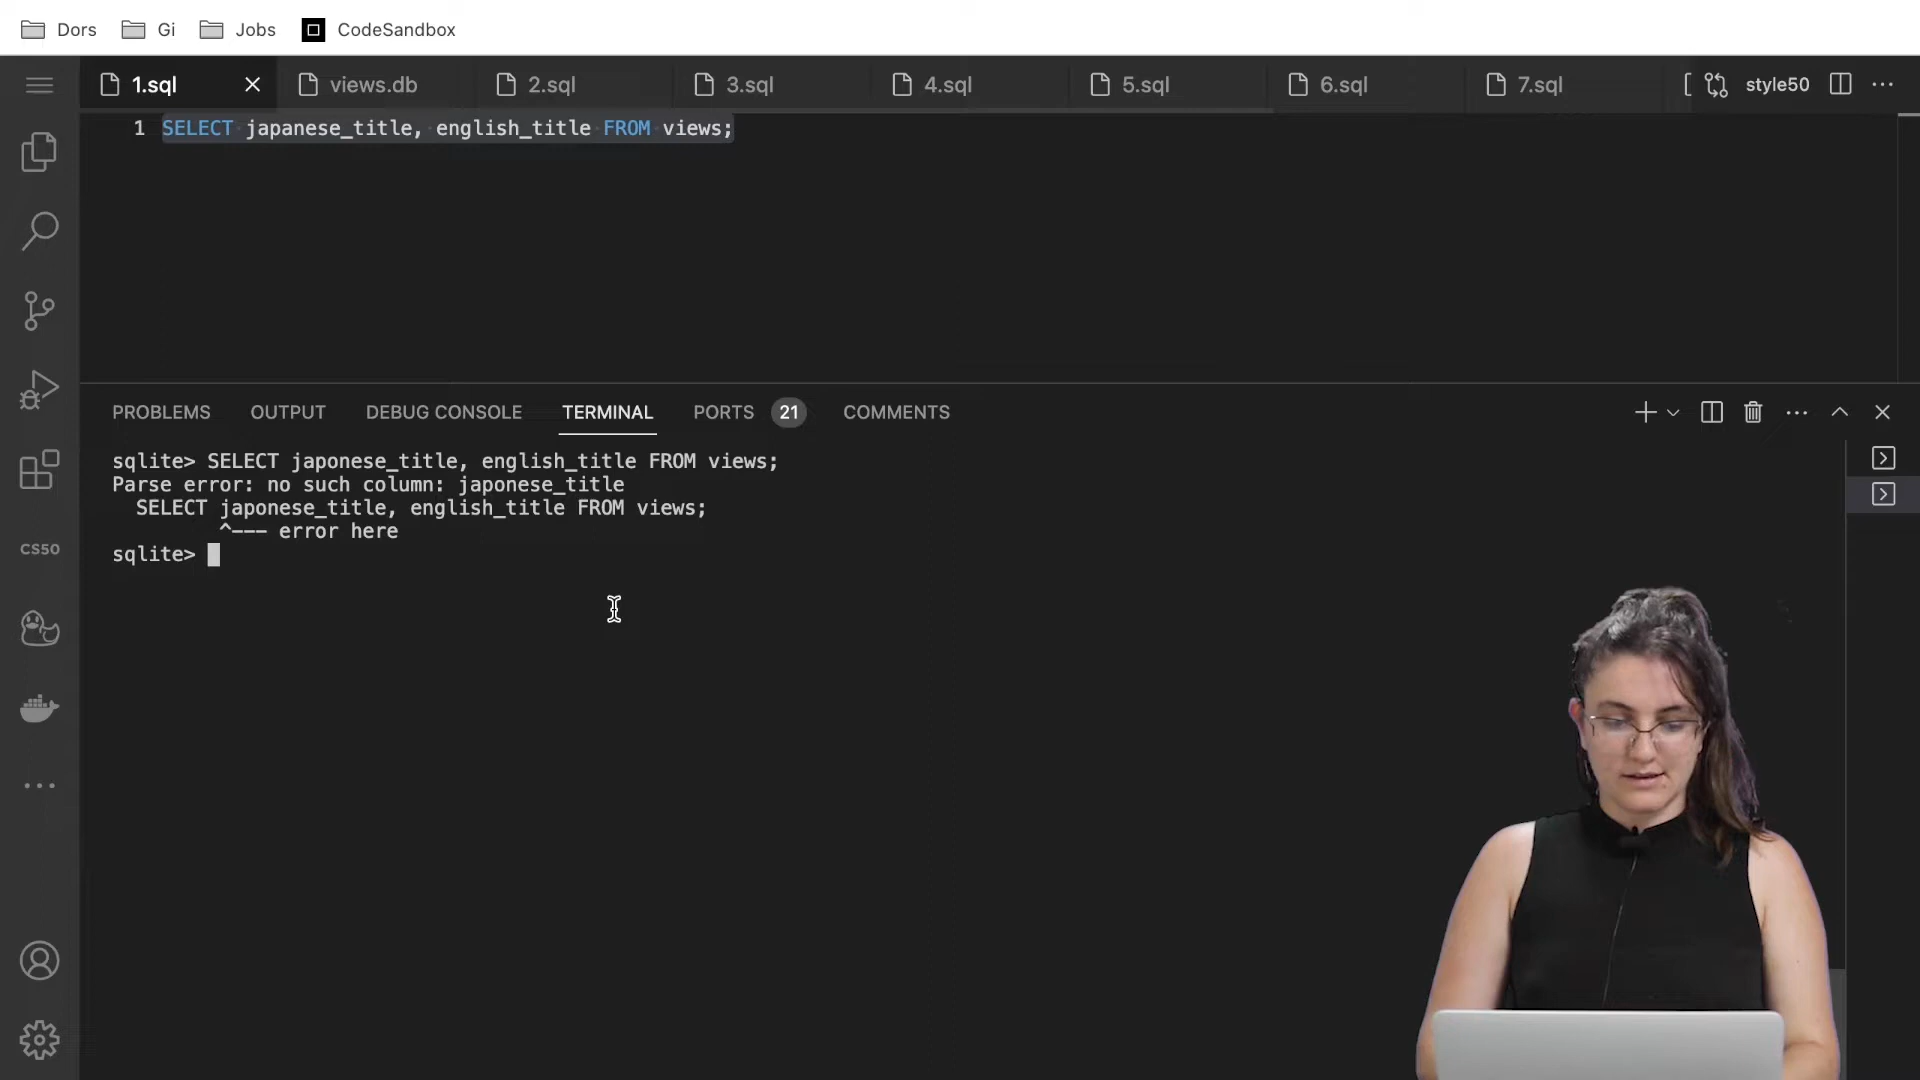 Dors Gi Jobs CodeSandbox
1.sql views.db 2.sql 3.sql 4.sql 5.sql 6.sql 7.sql style50
1 SELECT japanese_title, english_title FROM views;
PROBLEMS OUTPUT DEBUG CONSOLE TERMINAL PORTS 21 COMMENTS
sqlite> SELECT japonese_title, english_title FROM views;
Parse error: no such column: japonese_title
SELECT japonese_title, english_title FROM views;
^--- error here
sqlite>
CS50